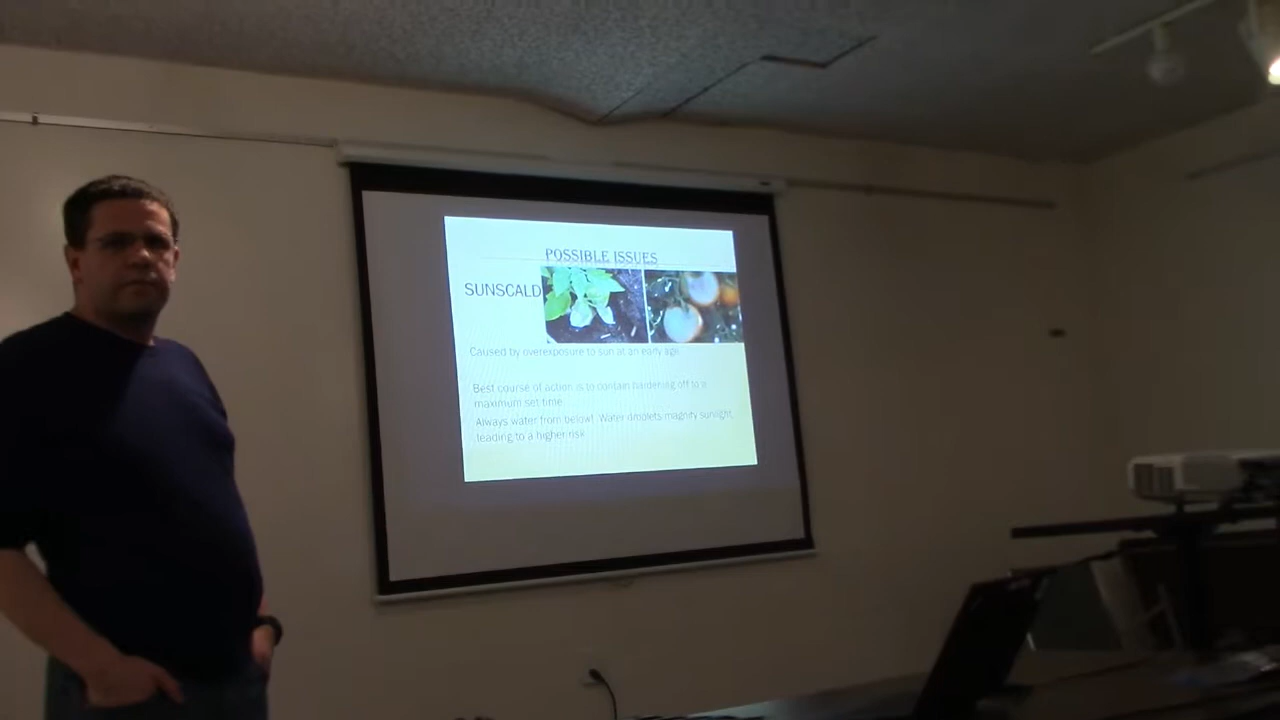 POSSIBLE ISSUES
SUNSCALD
Caused by overexposure to sun at an early age.
Best course of action is to contain hardening off to a
maximum set time.
Always water from below! Water droplets magnify sunlight,
leading to a higher risk